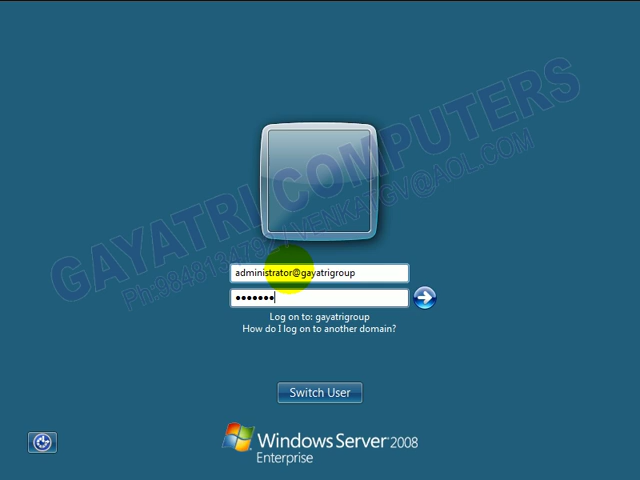 GAYATRI COMPUTERS
administrator@gayatrigroup
Log on to: gayatrigroup
How do I log on to another domain?
Switch User
Windows Server 2008
Enterprise